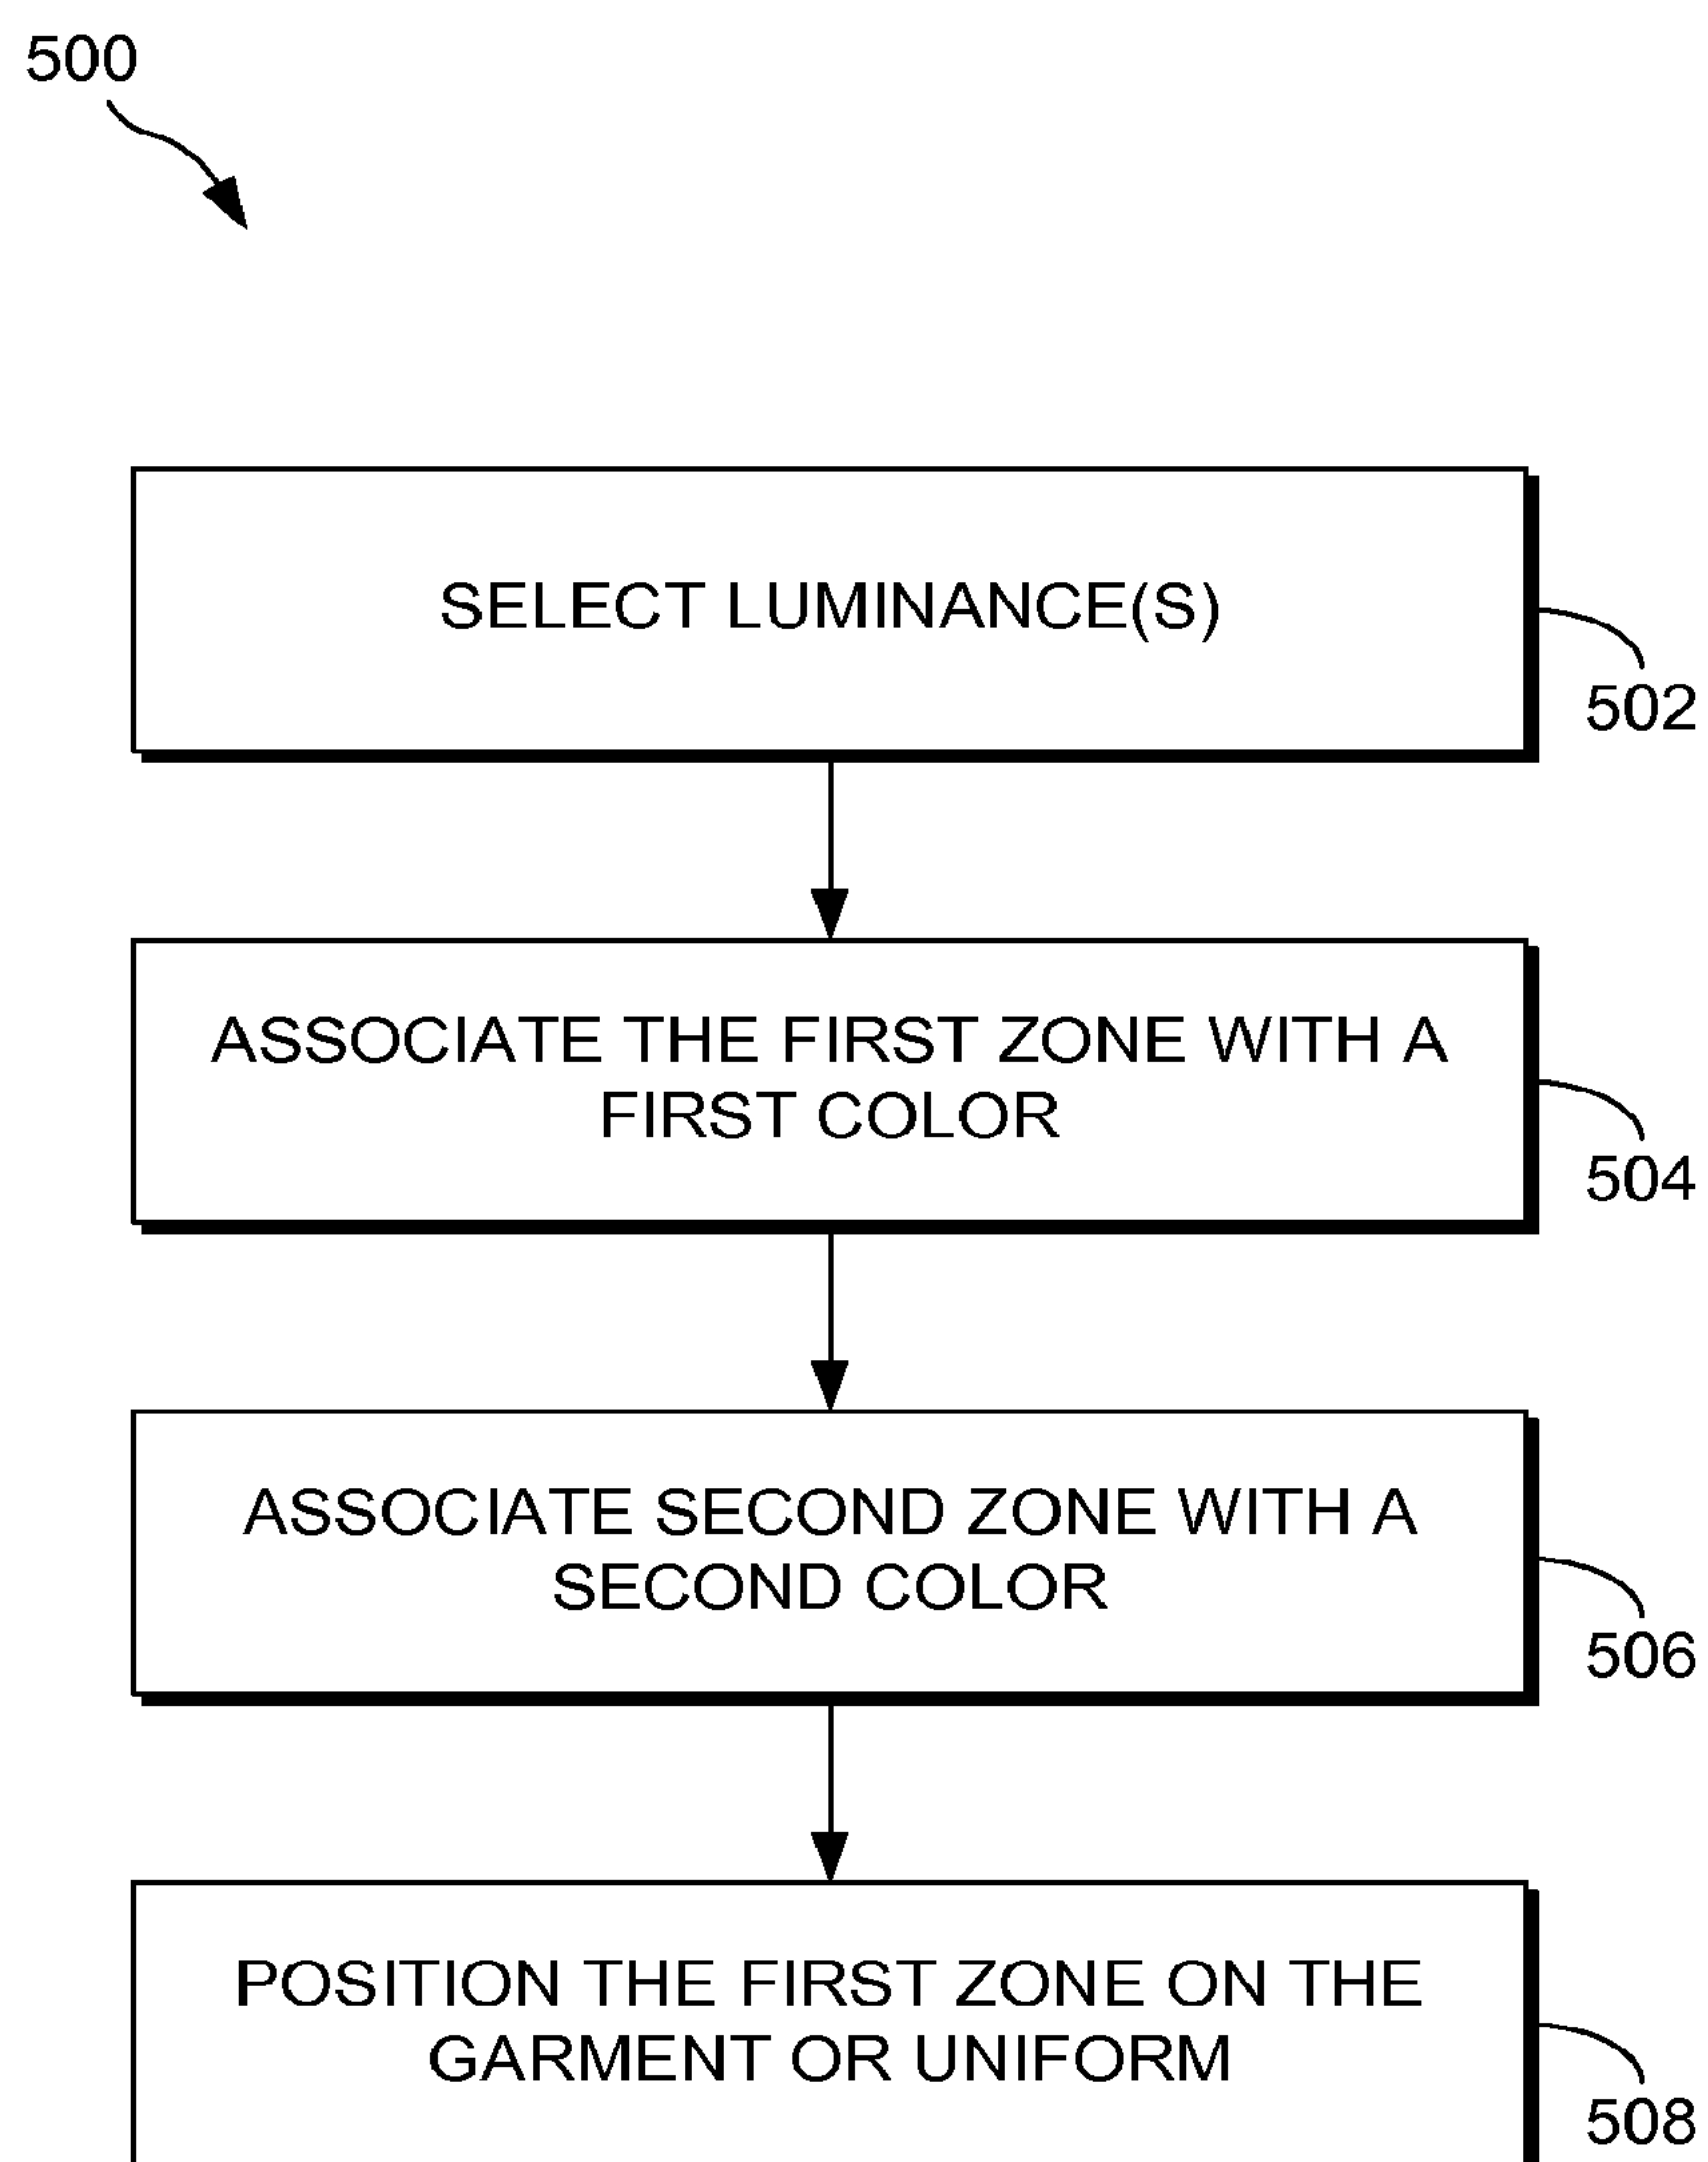 500
SELECT LUMINANCE(S)
502
ASSOCIATE THE FIRST ZONE WITH A
FIRST COLOR
504
ASSOCIATE SECOND ZONE WITH A
SECOND COLOR
506
POSITION THE FIRST ZONE ON THE
GARMENT OR UNIFORM
508